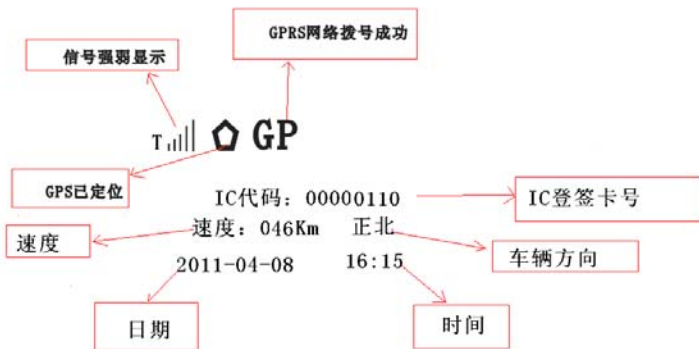 GPRS网络拨号成功
信号强弱显示
T GP
GPS已定位
IC代码：00000110
IC登签卡号
速度：046Km 正北
速度
车辆方向
2011-04-08 16:15
日期
时间